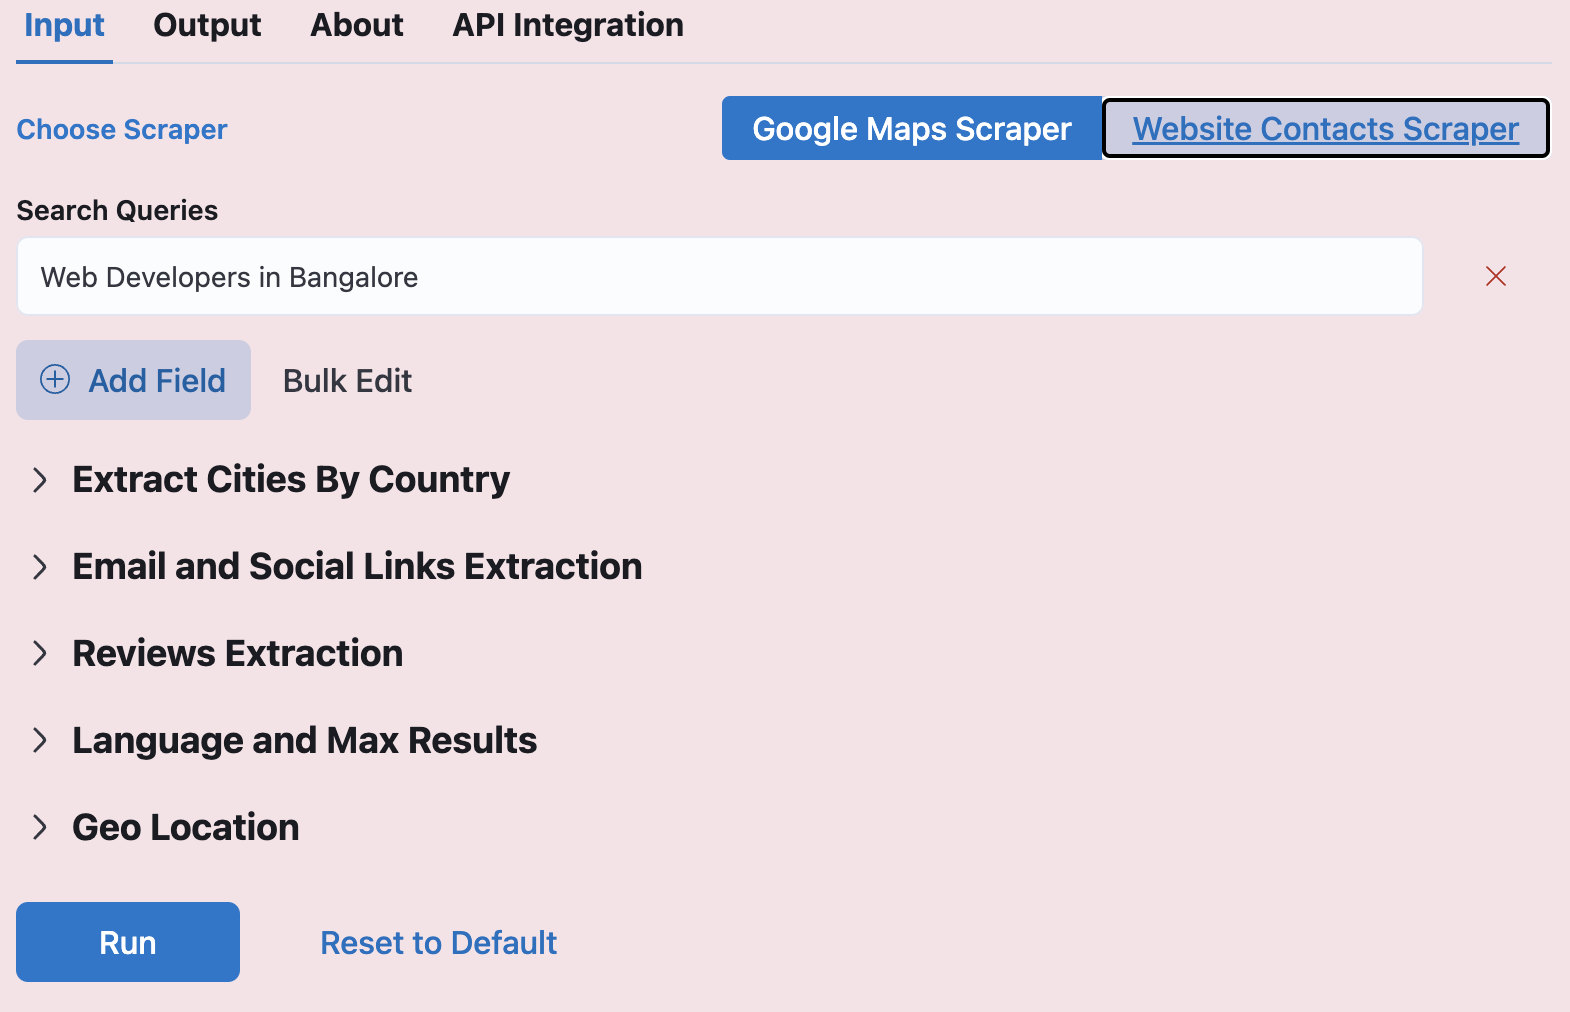 Input Output About API Integration
Choose Scraper Google Maps Scraper Website Contacts Scraper
Search Queries
Web Developers in Bangalore
Add Field Bulk Edit
Extract Cities By Country
Email and Social Links Extraction
Reviews Extraction
Language and Max Results
Geo Location
Run Reset to Default